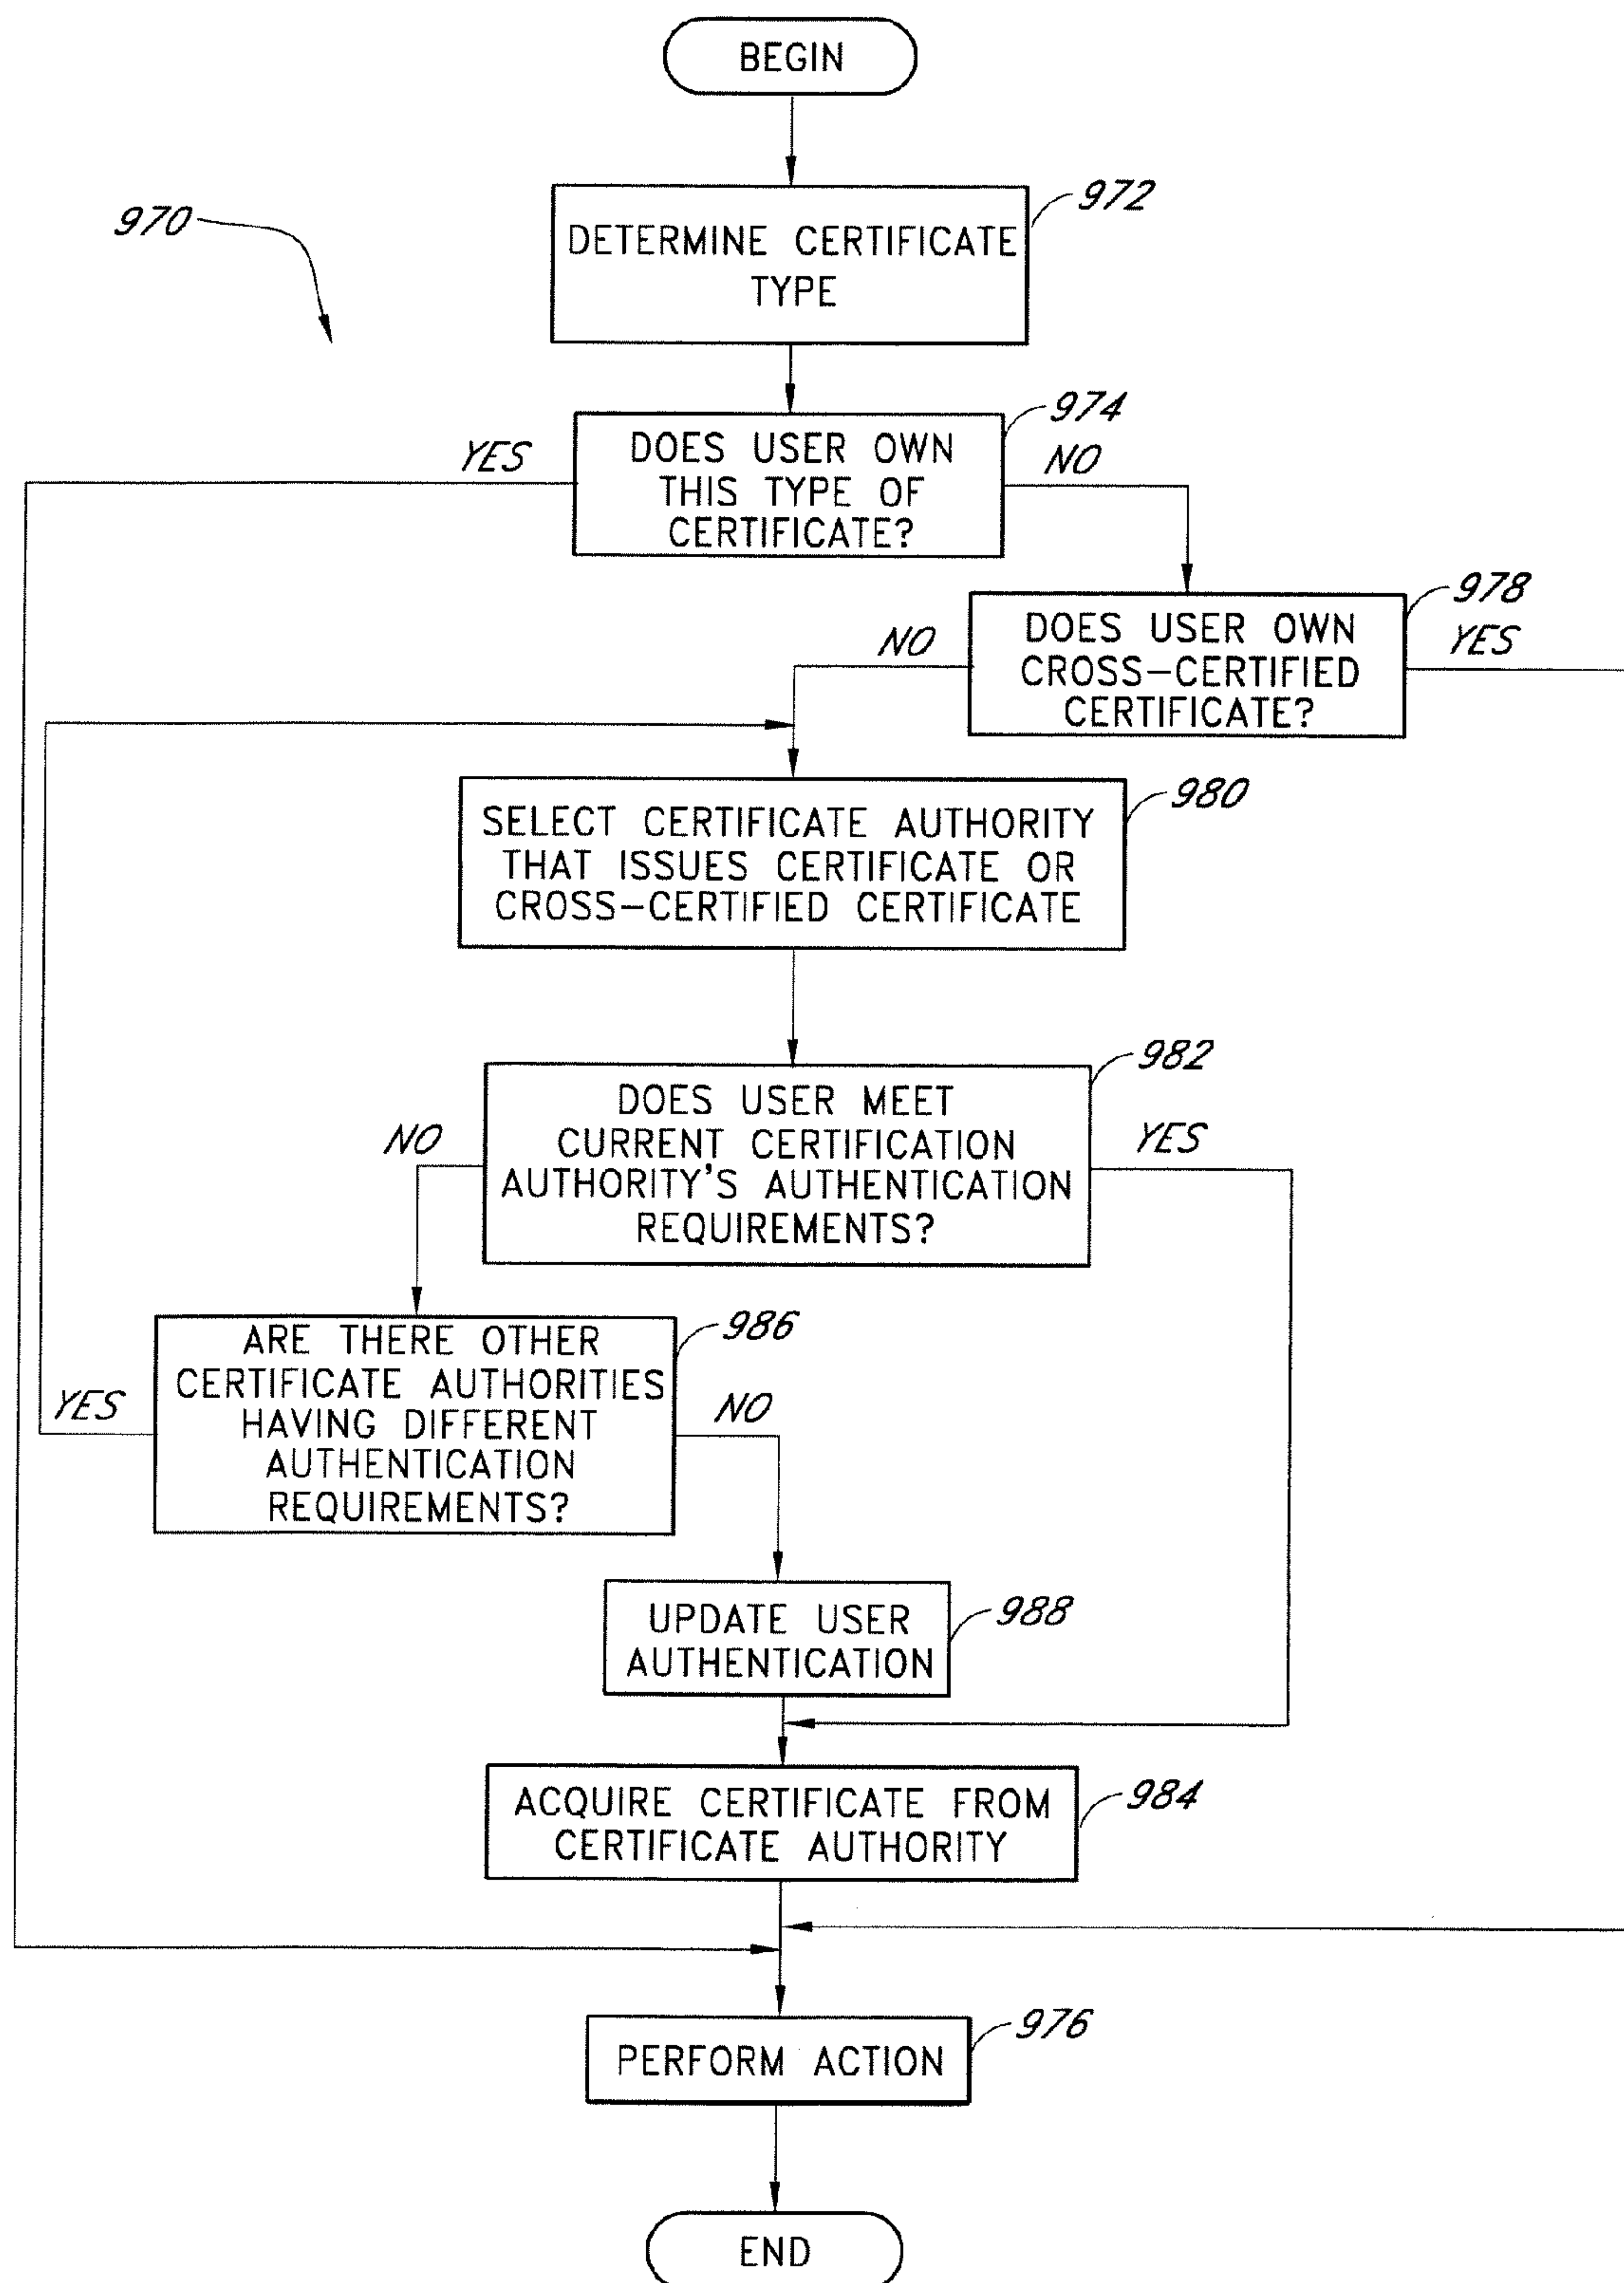 BEGIN
972
970
DETERMINE CERTIFICATE
TYPE
974
YES
DOES USER OWN
THIS TYPE OF
CERTIFICATE?
NO
978
NO
DOES USER OWN
CROSS-CERTIFIED
CERTIFICATE?
YES
980
SELECT CERTIFICATE AUTHORITY
THAT ISSUES CERTIFICATE OR
CROSS-CERTIFIED CERTIFICATE
982
NO
DOES USER MEET
CURRENT CERTIFICATION
AUTHORITY'S AUTHENTICATION
REQUIREMENTS?
YES
986
YES
ARE THERE OTHER
CERTIFICATE AUTHORITIES
HAVING DIFFERENT
AUTHENTICATION
REQUIREMENTS?
NO
988
UPDATE USER
AUTHENTICATION
984
ACQUIRE CERTIFICATE FROM
CERTIFICATE AUTHORITY
976
PERFORM ACTION
END